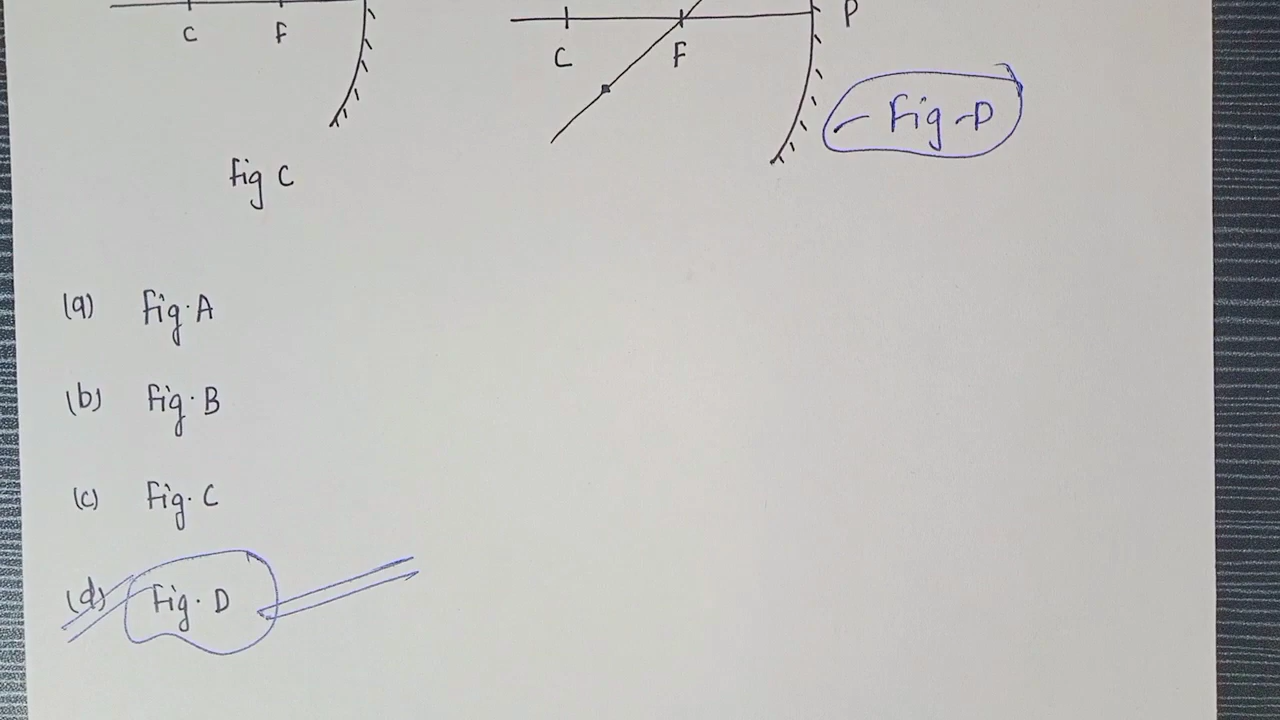 C F
C F P
- Fig-D
Fig C
(a) Fig. A
(b) Fig. B
(c) Fig. C
(d) Fig. D